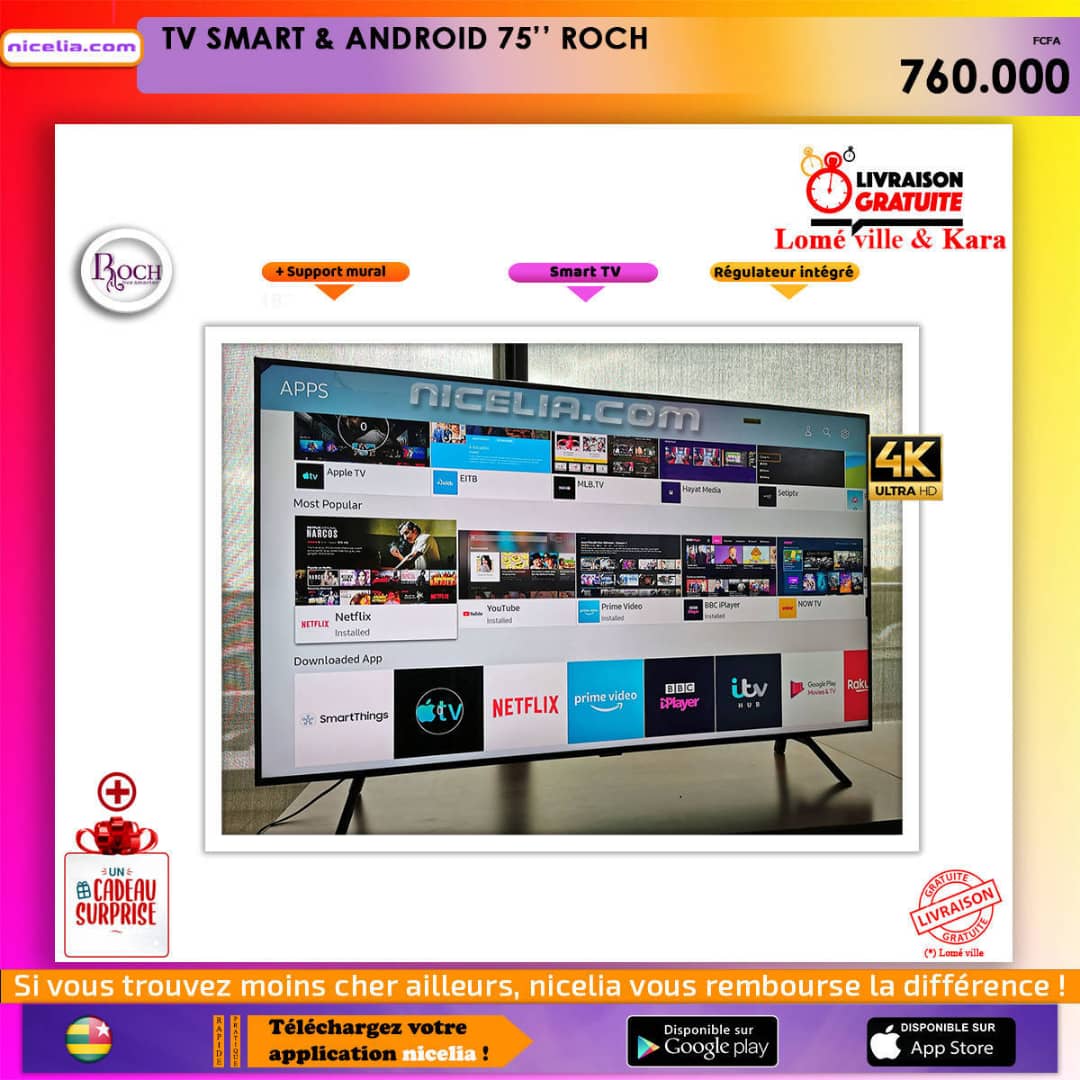 nicelia.com
TV SMART & ANDROID 75’’ ROCH
FCFA
760.000
LIVRAISON
GRATUITE
Lomé ville & Kara
ROCH
+ Support mural
Smart TV
Régulateur intégré
APPS
NICELIA.COM
Apple TV
EITB
MLB.TV
Hayat Media
Setiptv
4K
ULTRA HD
Most Popular
NARCOS
NETFLIX
Netflix
Installed
YouTube
Installed
Prime Video
Installed
BBC iPlayer
Installed
NOW TV
Downloaded App
SmartThings
tv
NETFLIX
prime video
BBC
iPlayer
itv
HUB
Google Play
Movies & TV
Raku
UN
CADEAU
SURPRISE
GRATUITE
LIVRAISON
GRATUITE
(*) Lomé ville
Si vous trouvez moins cher ailleurs, nicelia vous rembourse la différence !
RAPIDE
PRATIQUE
Téléchargez votre
application nicelia !
Disponible sur
Google play
DISPONIBLE SUR
App Store